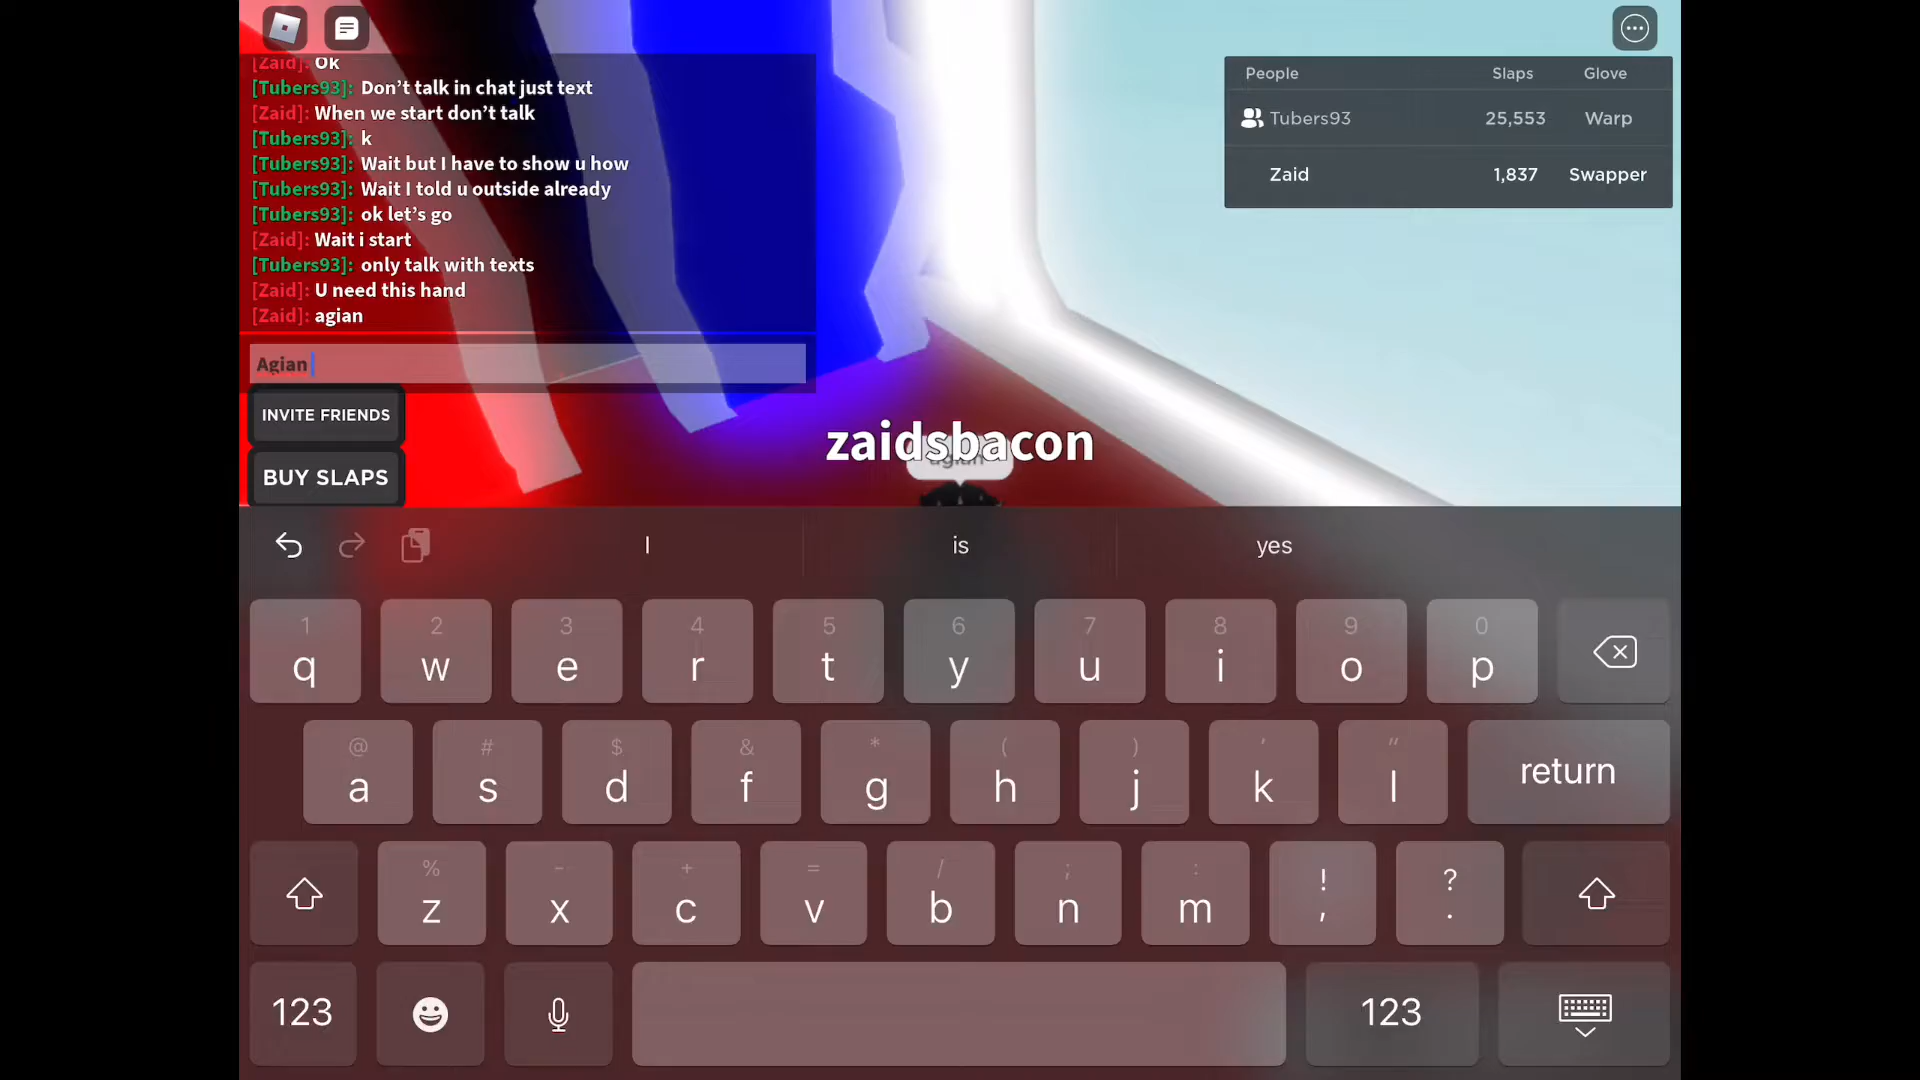 [Zaid]: Ok
[Tubers93]: Don’t talk in chat just text
[Zaid]: When we start don’t talk
[Tubers93]: k
[Tubers93]: Wait but I have to show u how
[Tubers93]: Wait I told u outside already
[Tubers93]: ok let’s go
[Zaid]: Wait i start
[Tubers93]: only talk with texts
[Zaid]: U need this hand
[Zaid]: agian
Agian
INVITE FRIENDS
BUY SLAPS
People Slaps Glove
Tubers93 25,553 Warp
Zaid 1,837 Swapper
zaidsbacon
agian
I is yes
1 2 3 4 5 6 7 8 9 0
q w e r t y u i o p
@ # $ & * ( ) ' "
a s d f g h j k l return
% - + = / ; : ! ?
z x c v b n m , .
123 123